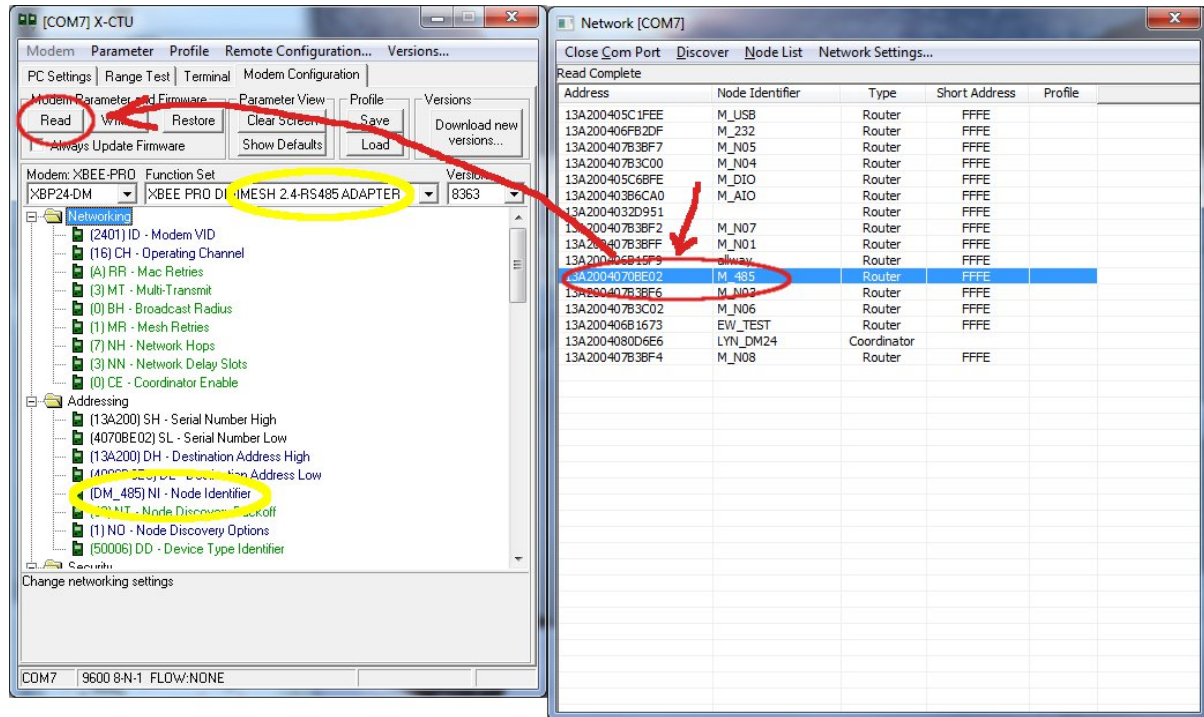 [COM7] X-CTU
Modem Parameter Profile Remote Configuration... Versions...
PC Settings Range Test Terminal Modem Configuration
Modem Parameter and Firmware Parameter View Profile Versions
Read Restore Clear Screen Save Download new versions...
Always Update Firmware Show Defaults Load
Modem: XBEE-PRO Function Set
XBP24-DM XBEE PRO DIGIMESH 2.4-RS485 ADAPTER 8363
Networking
(2401) ID - Modem VID
(16) CH - Operating Channel
(A) RR - Mac Retries
(3) MT - Multi-Transmit
(0) BH - Broadcast Radius
(1) MR - Mesh Retries
(7) NH - Network Hops
(3) NN - Network Delay Slots
(0) CE - Coordinator Enable
Addressing
(13A200) SH - Serial Number High
(4070BE02) SL - Serial Number Low
(13A200) DH - Destination Address High
DL - Destination Address Low
(DM_485) NI - Node Identifier
NT - Node Discovery Backoff
(1) NO - Node Discovery Options
(50006) DD - Device Type Identifier
Security
Change networking settings
COM7 9600 8-N-1 FLOW:NONE
Network [COM7]
Close Com Port Discover Node List Network Settings...
Read Complete
Address Node Identifier Type Short Address Profile
13A200405C1FEE M_USB Router FFFE
13A200406FB2DF M_232 Router FFFE
13A200407B3BF7 M_N05 Router FFFE
13A200407B3C00 M_N04 Router FFFE
13A200405C6BFE M_DIO Router FFFE
13A200403B6CA0 M_AIO Router FFFE
13A2004032D951 Router FFFE
13A200407B3BF2 M_N07 Router FFFE
13A200407B3BFF M_N01 Router FFFE
13A200406B15F9 allway Router FFFE
13A2004070BE02 M_485 Router FFFE
13A200407B3BF6 M_N03 Router FFFE
13A200407B3C02 M_N06 Router FFFE
13A200406B1673 EW_TEST Router FFFE
13A2004080D6E6 LYN_DM24 Coordinator
13A200407B3BF4 M_N08 Router FFFE